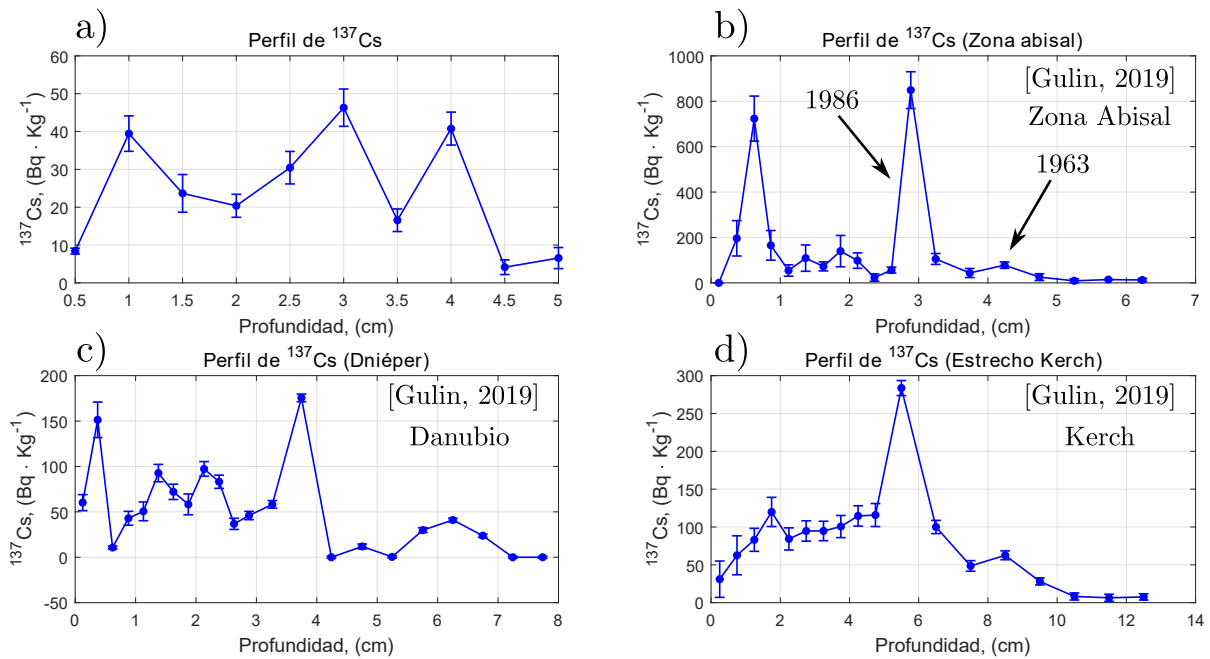 a)
Perfil de ¹³⁷Cs
¹³⁷Cs, (Bq · Kg⁻¹)
60
50
40
30
20
10
0
0.5 1 1.5 2 2.5 3 3.5 4 4.5 5
Profundidad, (cm)
b)
Perfil de ¹³⁷Cs (Zona abisal)
[Gulin, 2019]
Zona Abisal
1986
1963
¹³⁷Cs, (Bq · Kg⁻¹)
1000
800
600
400
200
0
0 1 2 3 4 5 6 7
Profundidad, (cm)
c)
Perfil de ¹³⁷Cs (Dniéper)
[Gulin, 2019]
Danubio
¹³⁷Cs, (Bq · Kg⁻¹)
200
150
100
50
0
-50
0 1 2 3 4 5 6 7 8
Profundidad, (cm)
d)
Perfil de ¹³⁷Cs (Estrecho Kerch)
[Gulin, 2019]
Kerch
¹³⁷Cs, (Bq · Kg⁻¹)
300
250
200
150
100
50
0
0 2 4 6 8 10 12 14
Profundidad, (cm)